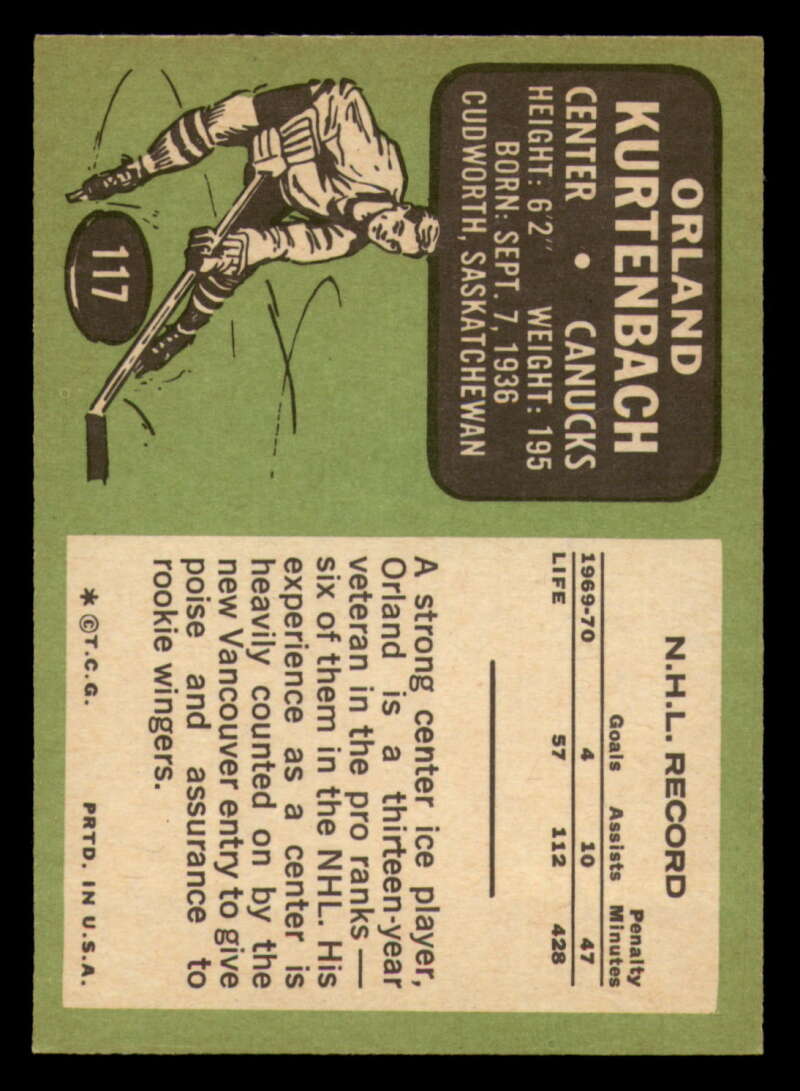 ORLAND
KURTENBACH
CENTER • CANUCKS
HEIGHT: 6'2" WEIGHT: 195
BORN: SEPT. 7, 1936
CUDWORTH, SASKATCHEWAN
117
N.H.L. RECORD
Goals Assists Penalty Minutes
1969-70 4 10 47
LIFE 57 112 428
A strong center ice player,
Orland is a thirteen-year
veteran in the pro ranks —
six of them in the NHL. His
experience as a center is
heavily counted on by the
new Vancouver entry to give
poise and assurance to
rookie wingers.
* © T.C.G. PRTD. IN U.S.A.